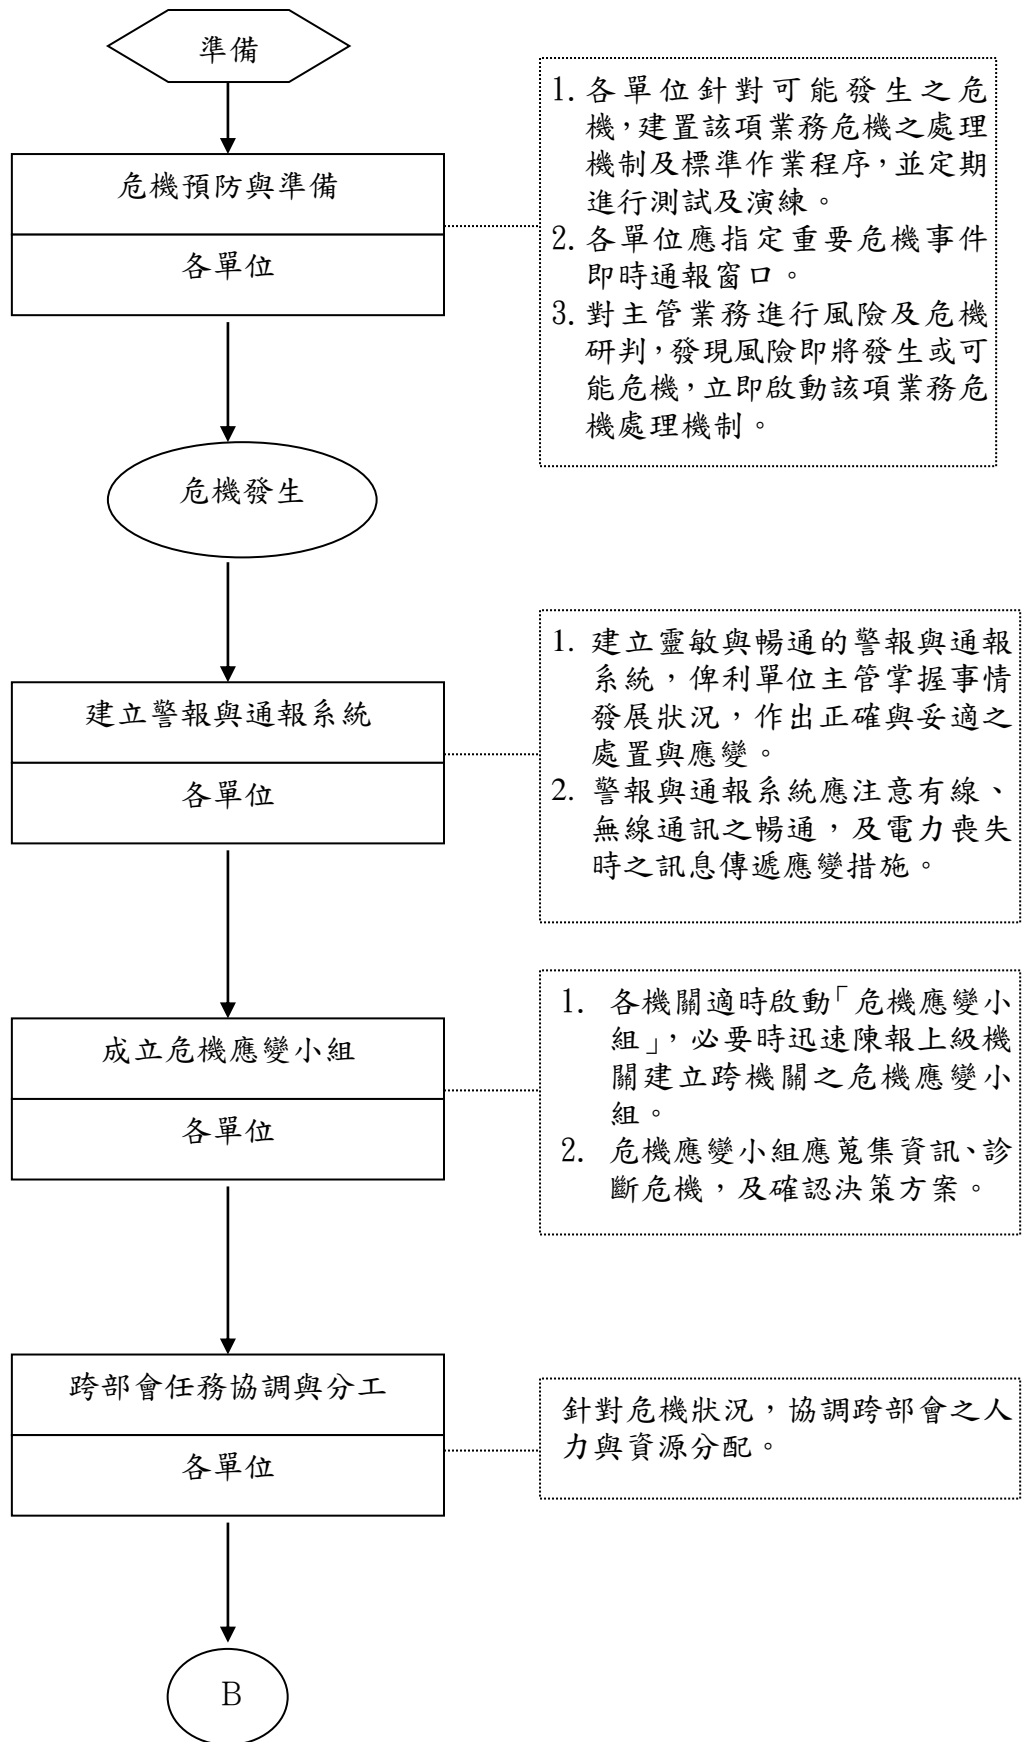 準備
危機預防與準備
各單位
1. 各單位針對可能發生之危
機，建置該項業務危機之處理
機制及標準作業程序，並定期
進行測試及演練。
2. 各單位應指定重要危機事件
即時通報窗口。
3. 對主管業務進行風險及危機
研判，發現風險即將發生或可
能危機，立即啟動該項業務危
機處理機制。
危機發生
建立警報與通報系統
各單位
1. 建立靈敏與暢通的警報與通報
系統，俾利單位主管掌握事情
發展狀況，作出正確與妥適之
處置與應變。
2. 警報與通報系統應注意有線、
無線通訊之暢通，及電力喪失
時之訊息傳遞應變措施。
成立危機應變小組
各單位
1. 各機關適時啟動「危機應變小
組」，必要時迅速陳報上級機
關建立跨機關之危機應變小
組。
2. 危機應變小組應蒐集資訊、診
斷危機，及確認決策方案。
跨部會任務協調與分工
各單位
針對危機狀況，協調跨部會之人
力與資源分配。
B